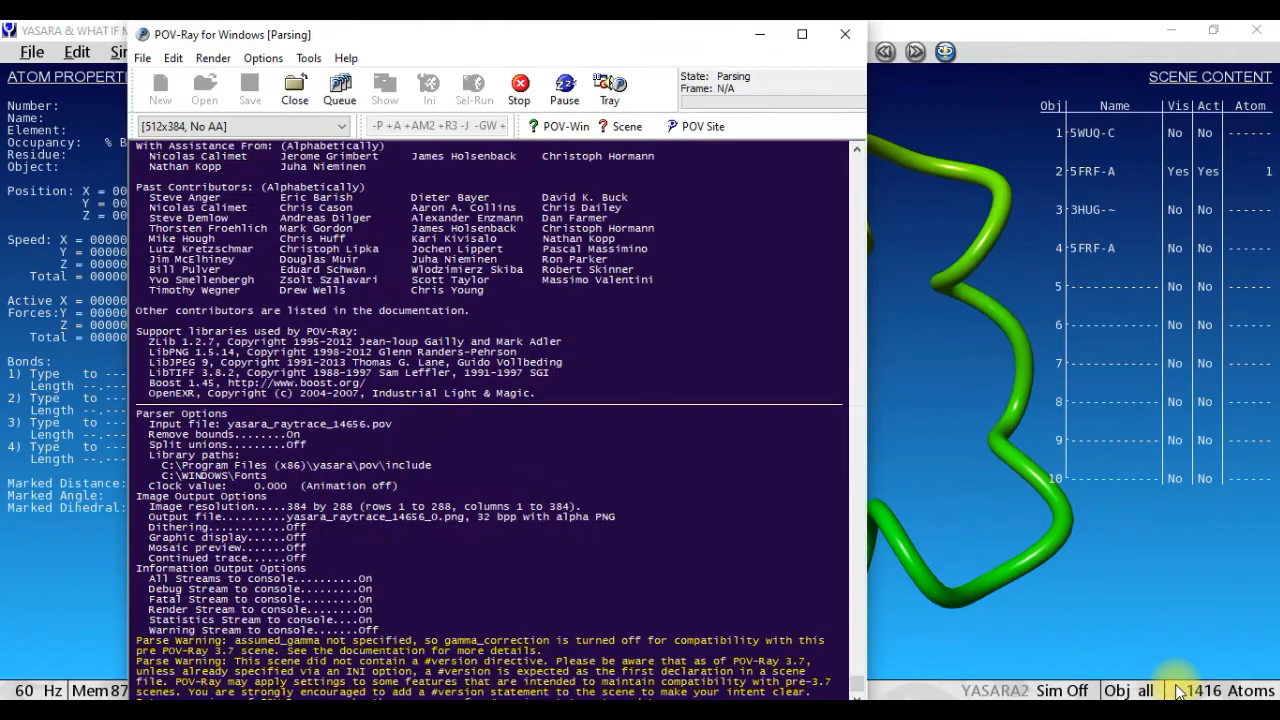 YASARA & WHAT IF
POV-Ray for Windows [Parsing]
File Edit
File Edit Render Options Tools Help
ATOM PROPERT
New Open Save Close Queue Show Ini Sel-Run Stop Pause Tray
State: Parsing
Frame: N/A
SCENE CONTENT
[512x384, No AA] -P +A +AM2 +R3 -J -GW + POV-Win Scene POV Site
Number:
Name:
Element:
Occupancy: % B
Residue:
Object:
Position: X = 00000
Y = 00000
Z = 00000
Speed: X = 00000
Y = 00000
Z = 00000
Total = 00000
Active X = 00000
Forces:Y = 00000
Z = 00000
Total = 00000
Bonds:
1) Type to ---
Length --.---
2) Type to ---
Length --.---
3) Type to ---
Length --.---
4) Type to ---
Length --.---
Marked Distance:
Marked Angle:
Marked Dihedral:
With Assistance From: (Alphabetically)
Nicolas Calimet Jerome Grimbert James Holsenback Christoph Hormann
Nathan Kopp Juha Nieminen
Past Contributors: (Alphabetically)
Steve Anger Eric Barish Dieter Bayer David K. Buck
Nicolas Calimet Chris Cason Aaron A. Collins Chris Dailey
Steve Demlow Andreas Dilger Alexander Enzmann Dan Farmer
Thorsten Froehlich Mark Gordon James Holsenback Christoph Hormann
Mike Hough Chris Huff Kari Kivisalo Nathan Kopp
Lutz Kretzschmar Christoph Lipka Jochen Lippert Pascal Massimino
Jim McElhiney Douglas Muir Juha Nieminen Ron Parker
Bill Pulver Eduard Schwan Wlodzimierz Skiba Robert Skinner
Yvo Smellenbergh Zsolt Szalavari Scott Taylor Massimo Valentini
Timothy Wegner Drew Wells Chris Young
Other contributors are listed in the documentation.
Support libraries used by POV-Ray:
ZLib 1.2.7, Copyright 1995-2012 Jean-loup Gailly and Mark Adler
LibPNG 1.5.14, Copyright 1998-2012 Glenn Randers-Pehrson
LibJPEG 9, Copyright 1991-2013 Thomas G. Lane, Guido Vollbeding
LibTIFF 3.8.2, Copyright 1988-1997 Sam Leffler, 1991-1997 SGI
Boost 1.45, http://www.boost.org/
OpenEXR, Copyright (c) 2004-2007, Industrial Light & Magic.
Parser Options
Input file: yasara_raytrace_14656.pov
Remove bounds........On
Split unions.........Off
Library paths:
C:\Program Files (x86)\yasara\pov\include
C:\WINDOWS\Fonts
Clock value: 0.000 (Animation off)
Image Output Options
Image resolution.....384 by 288 (rows 1 to 288, columns 1 to 384).
Output file..........yasara_raytrace_14656_0.png, 32 bpp with alpha PNG
Dithering............Off
Graphic display......Off
Mosaic preview.......Off
Continued trace......Off
Information Output Options
All Streams to console..........On
Debug Stream to console.........On
Fatal Stream to console.........On
Render Stream to console........On
Statistics Stream to console....On
Warning Stream to console.......Off
Parse Warning: assumed_gamma not specified, so gamma_correction is turned off for compatibility with this
pre POV-Ray 3.7 scene. See the documentation for more details.
Parse Warning: This scene did not contain a #version directive. Please be aware that as of POV-Ray 3.7,
unless already specified via an INI option, a #version is expected as the first declaration in a scene
file. POV-Ray may apply settings to some features that are intended to maintain compatibility with pre-3.7
scenes. You are strongly encouraged to add a #version statement to the scene to make your intent clear.
Obj Name Vis Act Atom
1 5WUQ-C No No ------
2 5FRF-A Yes Yes 1
3 3HUG-~ No No ------
4 5FRF-A No No ------
5 ------------ No No ------
6 ------------ No No ------
7 ------------ No No ------
8 ------------ No No ------
9 ------------ No No ------
10 ------------ No No ------
60 Hz Mem87 YASARA2 Sim Off Obj all 1416 Atoms